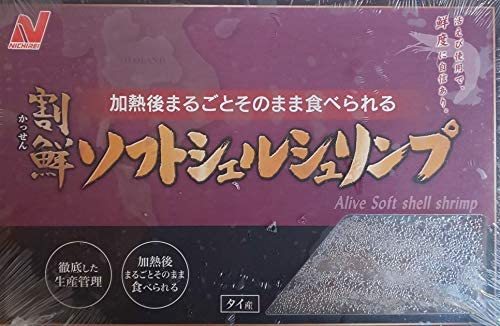 NICHIREI
活えび使用で、
鮮度に自信あり。
加熱後まるごとそのまま食べられる
割鮮
かっせん
ソフトシェルシュリンプ
Alive Soft shell shrimp
徹底した
生産管理
加熱後
まるごとそのまま
食べられる
タイ産